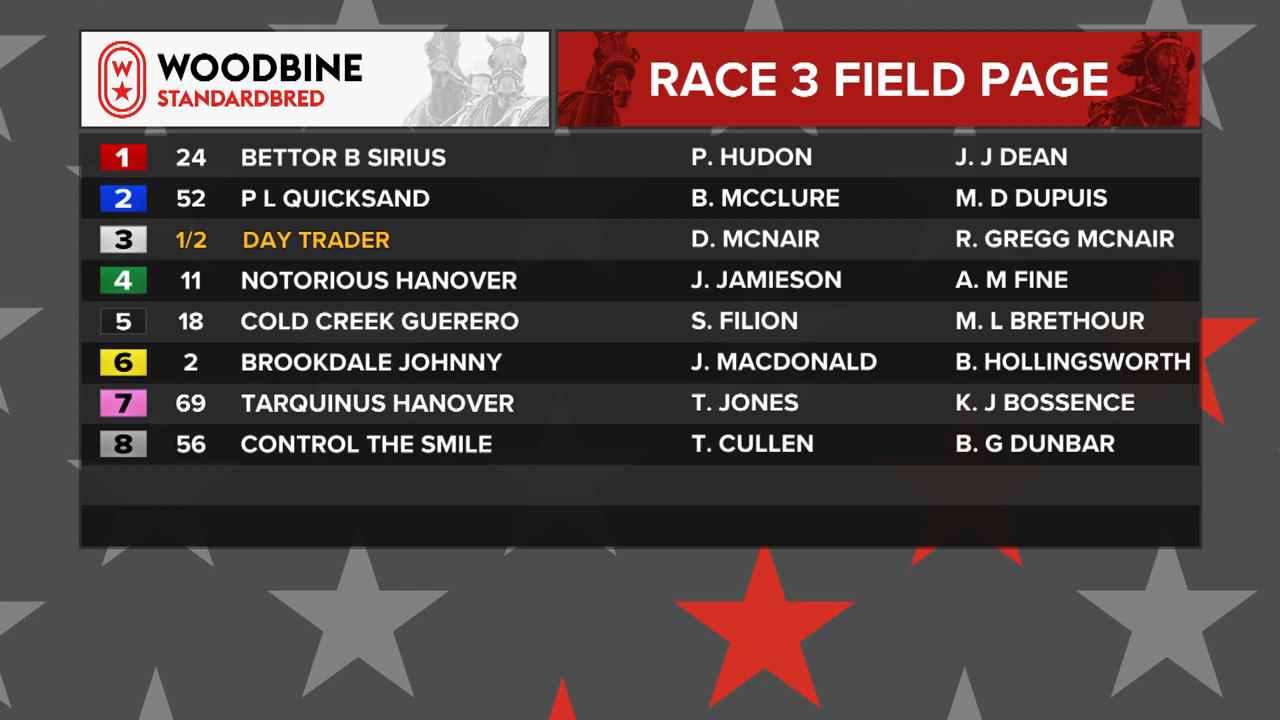 W
WOODBINE
STANDARDBRED
RACE 3 FIELD PAGE
1 24 BETTOR B SIRIUS P. HUDON J. J DEAN
2 52 P L QUICKSAND B. MCCLURE M. D DUPUIS
3 1/2 DAY TRADER D. MCNAIR R. GREGG MCNAIR
4 11 NOTORIOUS HANOVER J. JAMIESON A. M FINE
5 18 COLD CREEK GUERERO S. FILION M. L BRETHOUR
6 2 BROOKDALE JOHNNY J. MACDONALD B. HOLLINGSWORTH
7 69 TARQUINUS HANOVER T. JONES K. J BOSSENCE
8 56 CONTROL THE SMILE T. CULLEN B. G DUNBAR